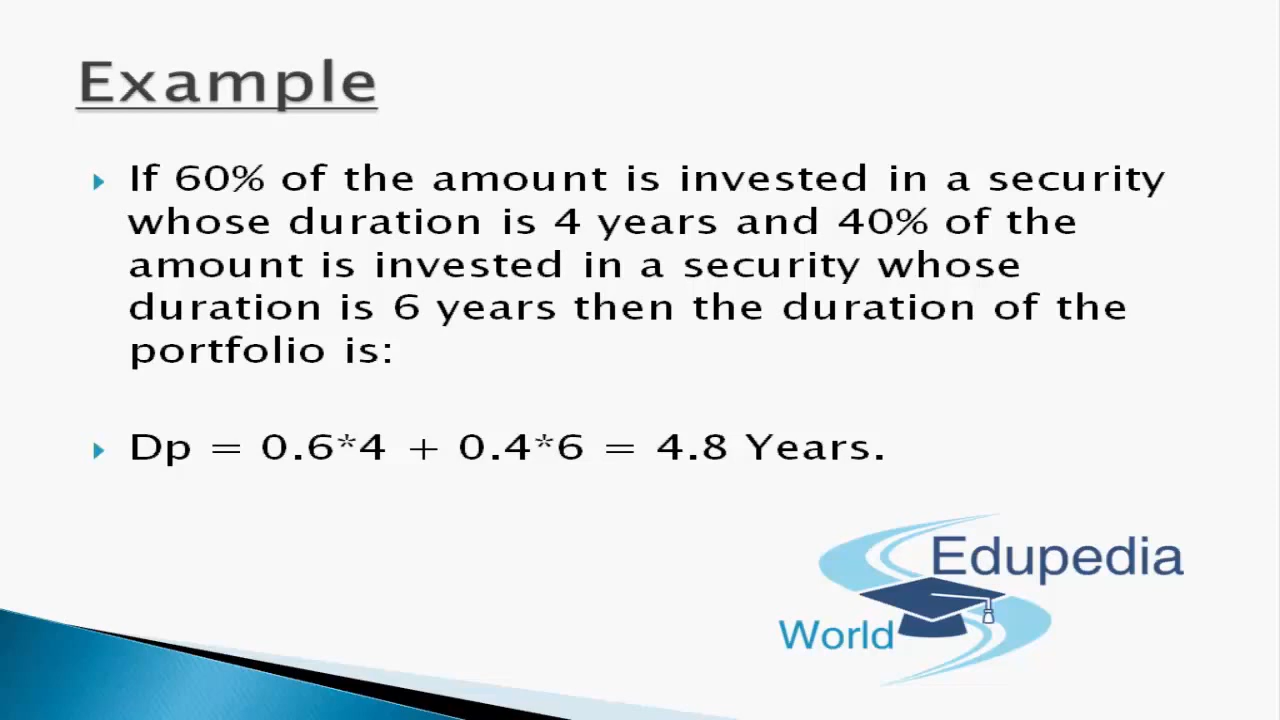 Example
If 60% of the amount is invested in a security
whose duration is 4 years and 40% of the
amount is invested in a security whose
duration is 6 years then the duration of the
portfolio is:
Dp = 0.6*4 + 0.4*6 = 4.8 Years.
Edupedia
World